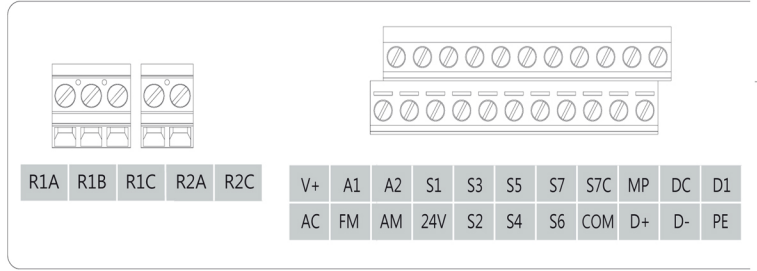 R1A R1B R1C R2A R2C
V+ A1 A2 S1 S3 S5 S7 S7C MP DC D1
AC FM AM 24V S2 S4 S6 COM D+ D- PE